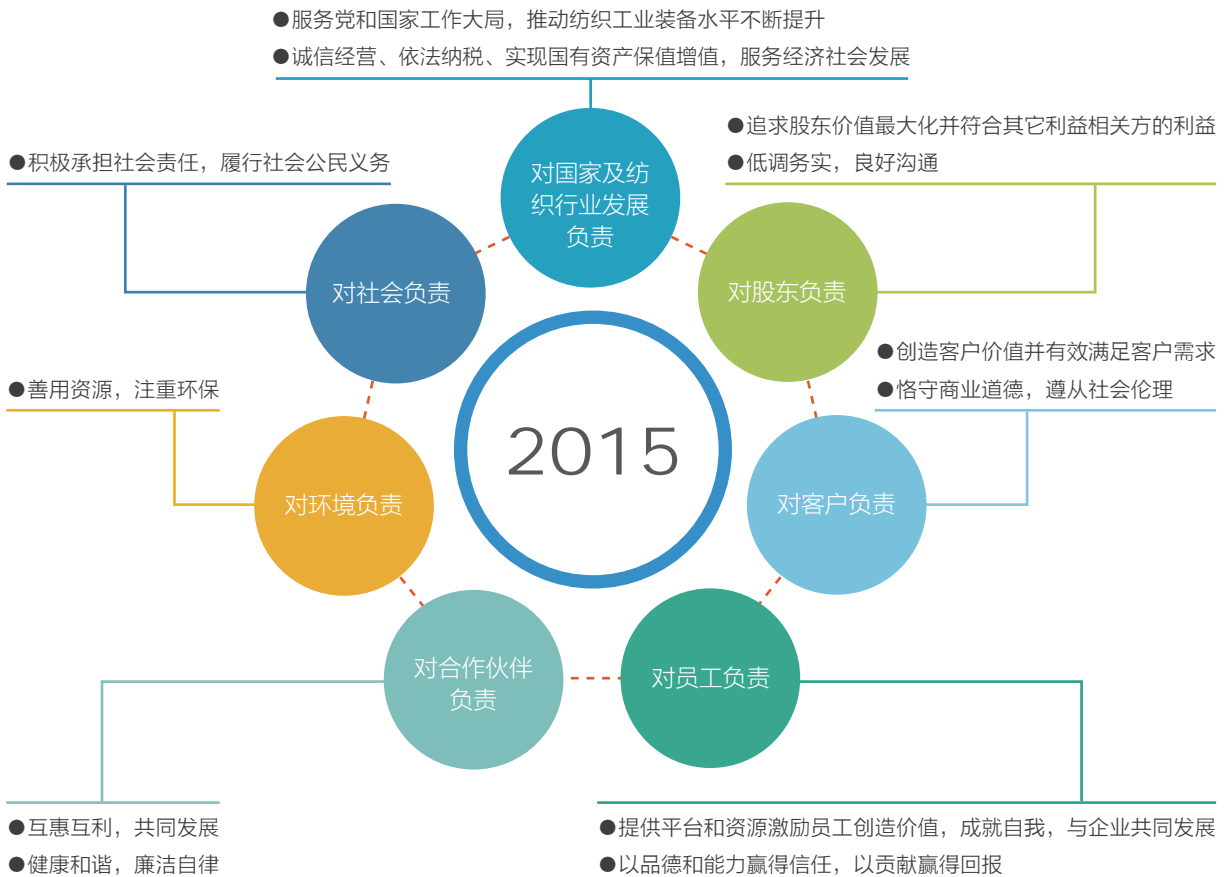 ●服务党和国家工作大局，推动纺织工业装备水平不断提升
●诚信经营、依法纳税、实现国有资产保值增值，服务经济社会发展
●追求股东价值最大化并符合其它利益相关方的利益
●低调务实，良好沟通
●积极承担社会责任，履行社会公民义务
对国家及纺
织行业发展
负责
对社会负责
对股东负责
●创造客户价值并有效满足客户需求
●恪守商业道德，遵从社会伦理
●善用资源，注重环保
2015
对环境负责
对客户负责
对合作伙伴
负责
对员工负责
●互惠互利，共同发展
●健康和谐，廉洁自律
●提供平台和资源激励员工创造价值，成就自我，与企业共同发展
●以品德和能力赢得信任，以贡献赢得回报